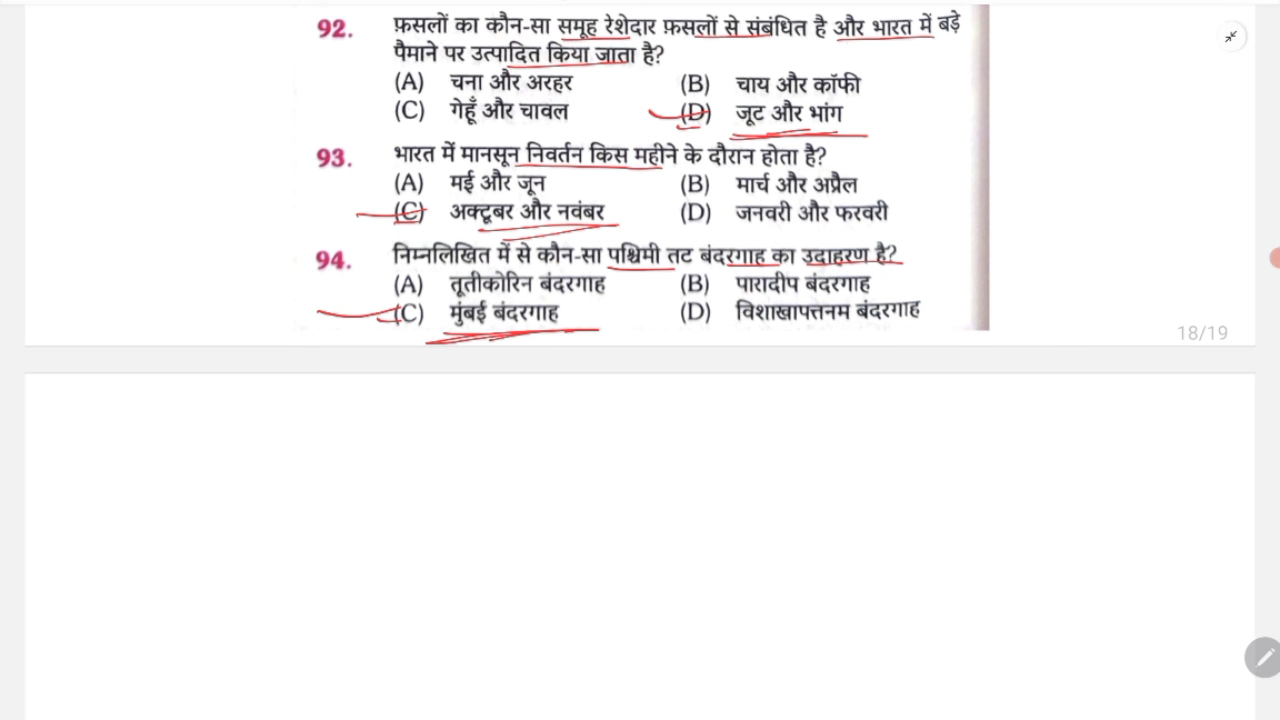 92. फ़सलों का कौन-सा समूह रेशेदार फ़सलों से संबंधित है और भारत में बड़े
पैमाने पर उत्पादित किया जाता है?
(A) चना और अरहर (B) चाय और कॉफी
(C) गेहूँ और चावल (D) जूट और भांग
93. भारत में मानसून निवर्तन किस महीने के दौरान होता है?
(A) मई और जून (B) मार्च और अप्रैल
(C) अक्टूबर और नवंबर (D) जनवरी और फरवरी
94. निम्नलिखित में से कौन-सा पश्चिमी तट बंदरगाह का उदाहरण है?
(A) तूतीकोरिन बंदरगाह (B) पारादीप बंदरगाह
(C) मुंबई बंदरगाह (D) विशाखापत्तनम बंदरगाह
18/19